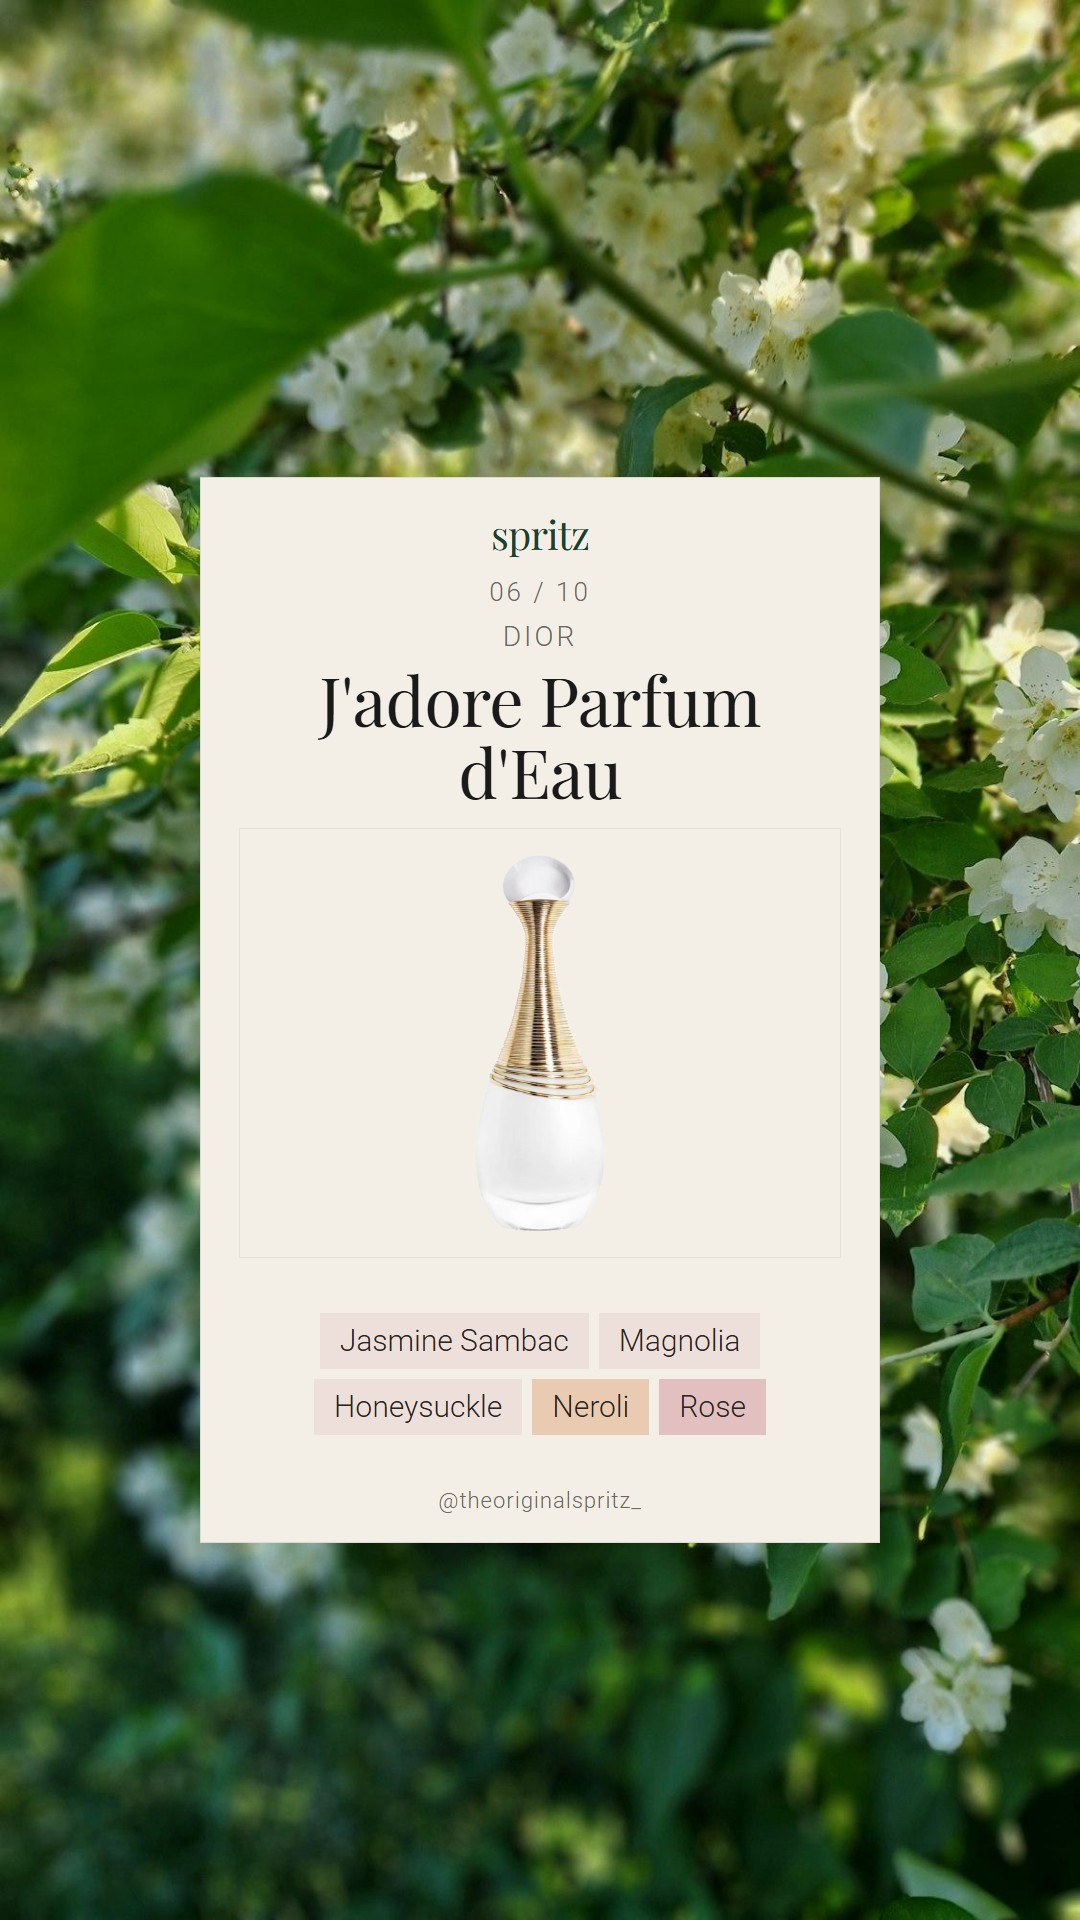 spritz
06 / 10
DIOR
J'adore Parfum
d'Eau
Jasmine Sambac Magnolia
Honeysuckle Neroli Rose
@theoriginalspritz_